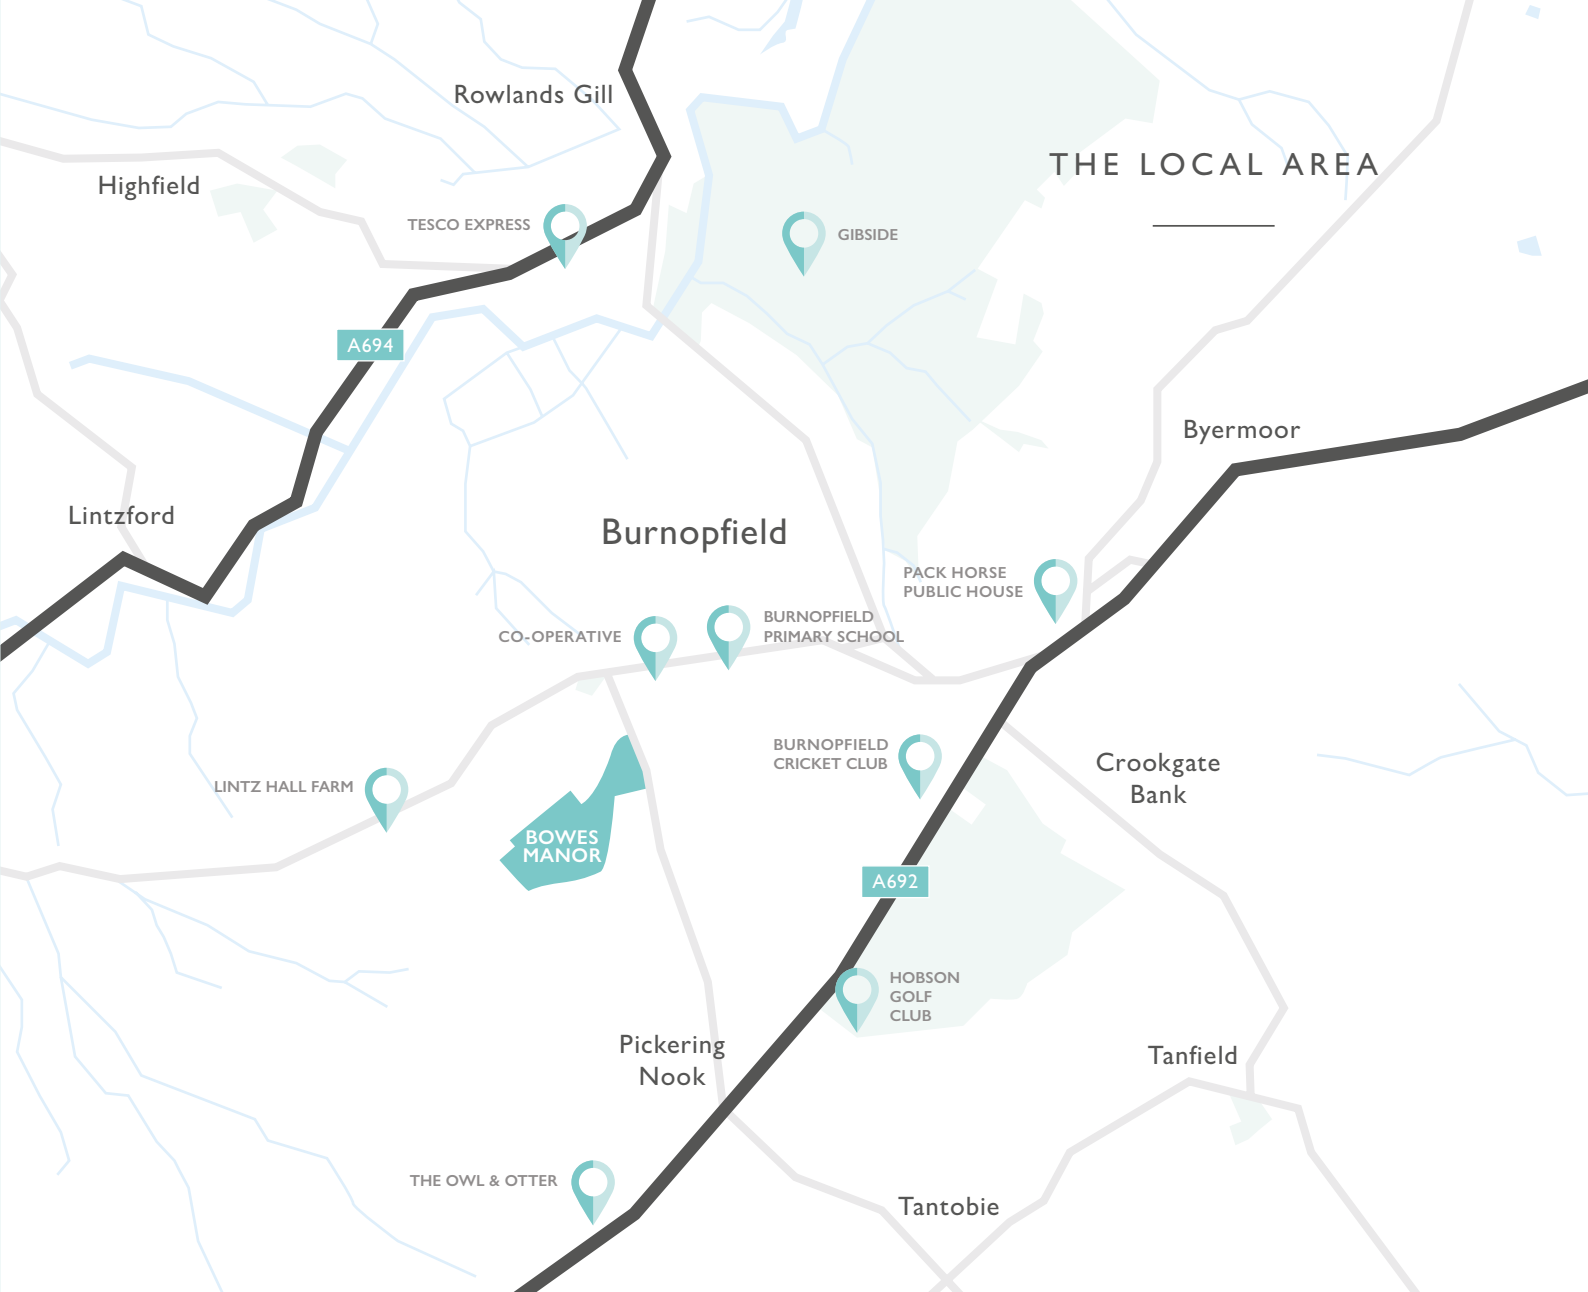 Rowlands Gill
THE LOCAL AREA
Highfield
TESCO EXPRESS
GIBSIDE
A694
Byermoor
Lintzford
Burnopfield
PACK HORSE
PUBLIC HOUSE
CO-OPERATIVE
BURNOPFIELD
PRIMARY SCHOOL
BURNOPFIELD
CRICKET CLUB
Crookgate
Bank
LINTZ HALL FARM
BOWES
MANOR
A692
HOBSON
GOLF
CLUB
Pickering
Nook
Tanfield
THE OWL & OTTER
Tantobie